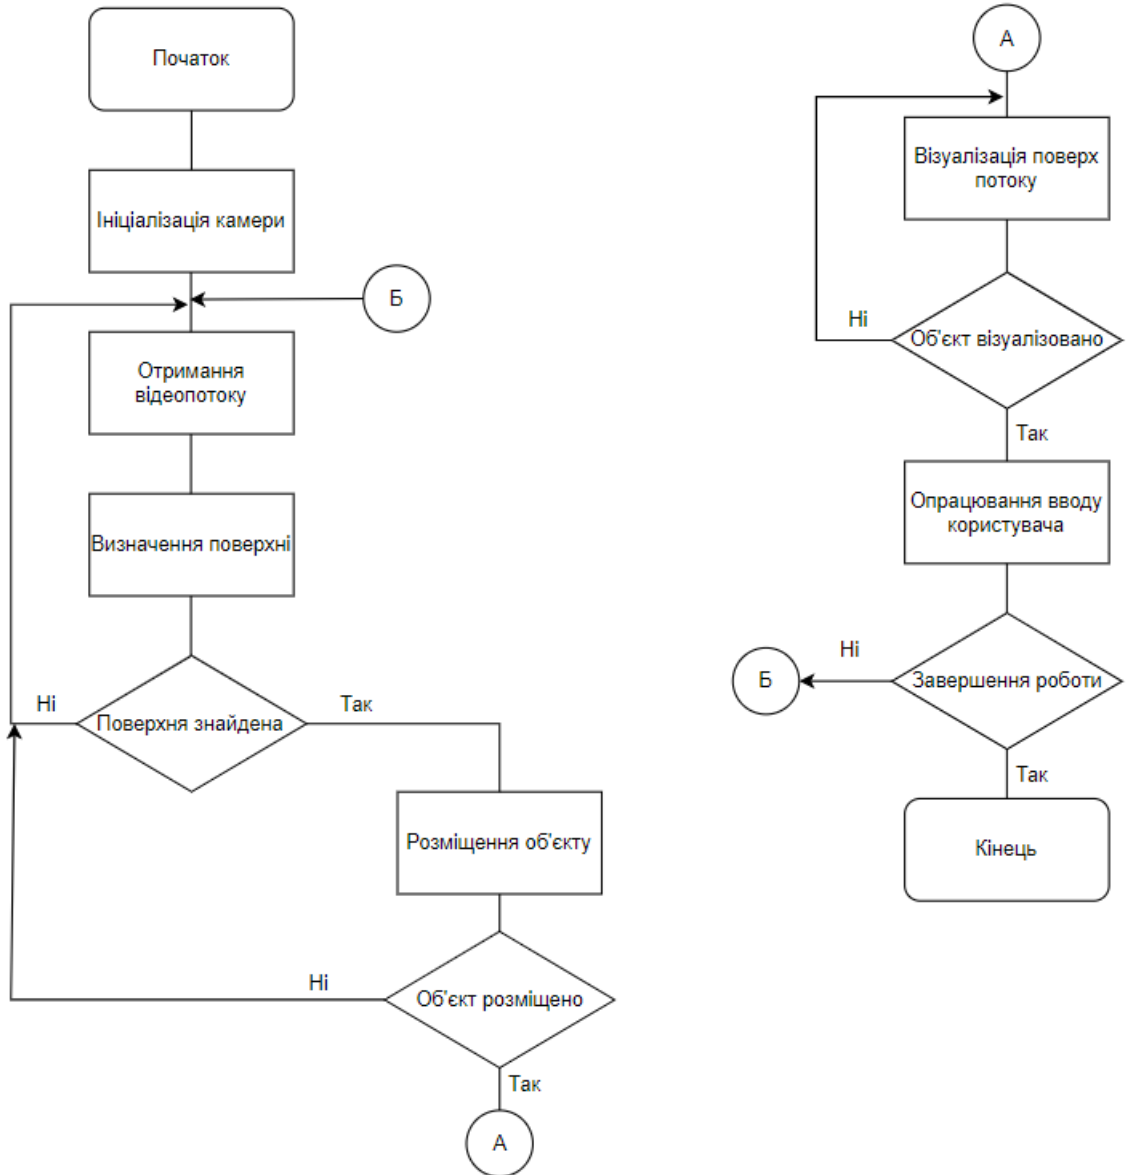 Початок
Ініціалізація камери
Б
Отримання
відеопотоку
Визначення поверхні
Ні
Поверхня знайдена
Так
Розміщення об'єкту
Ні
Об'єкт розміщено
Так
А
А
Візуалізація поверх
потоку
Ні
Об'єкт візуалізовано
Так
Опрацювання вводу
користувача
Ні
Б
Завершення роботи
Так
Кінець